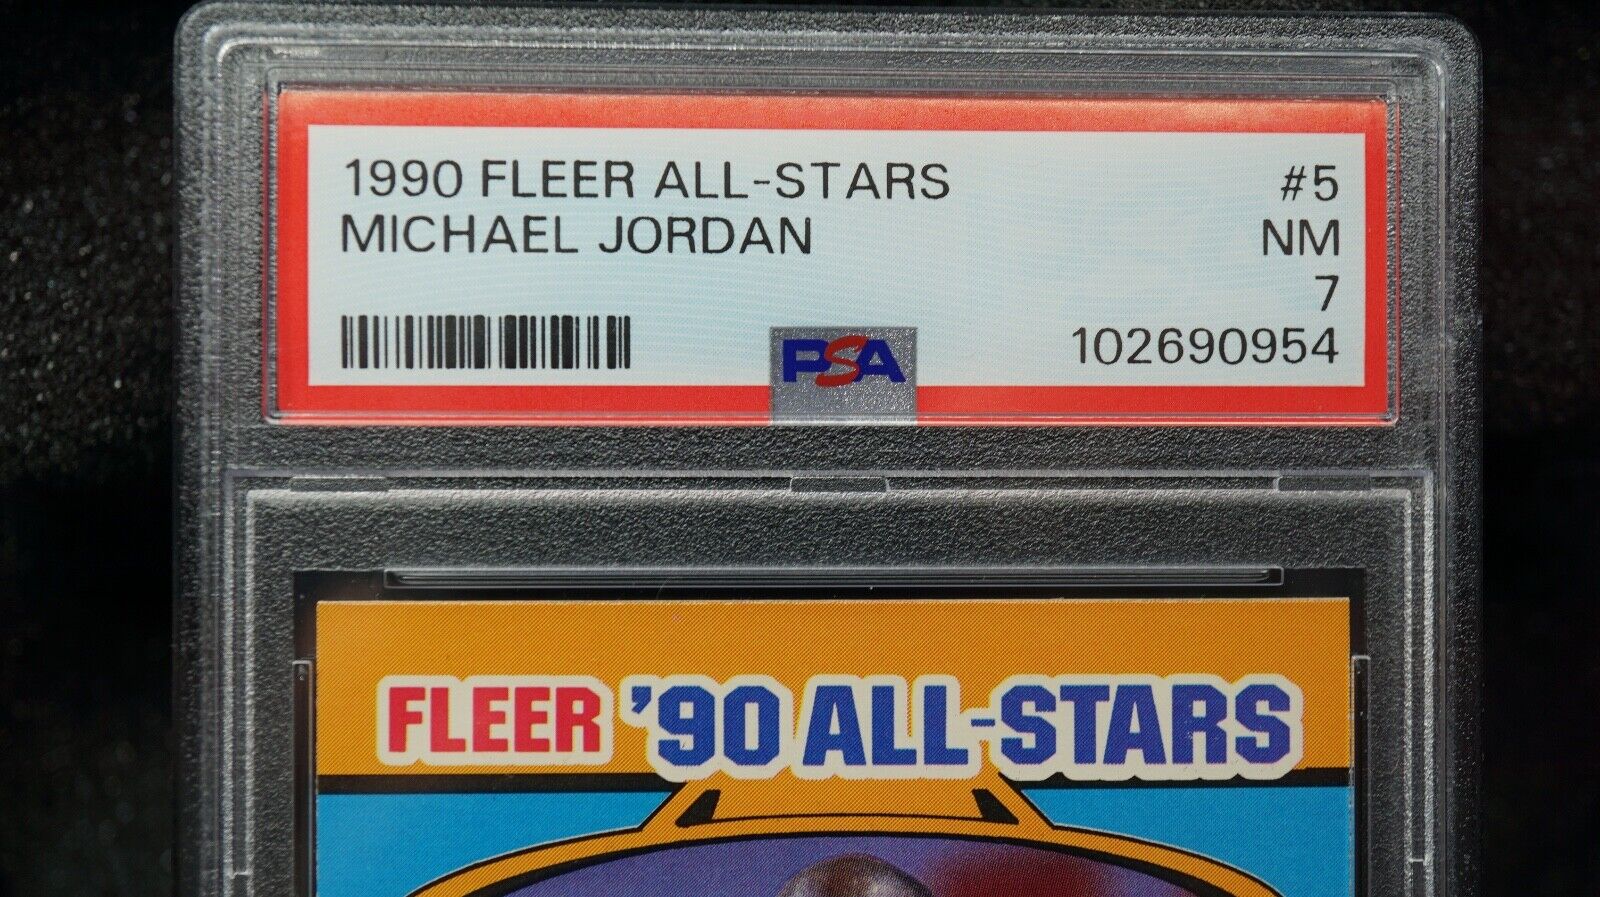 1990 FLEER ALL-STARS #5
MICHAEL JORDAN NM
7
PSA 102690954
FLEER '90 ALL-STARS